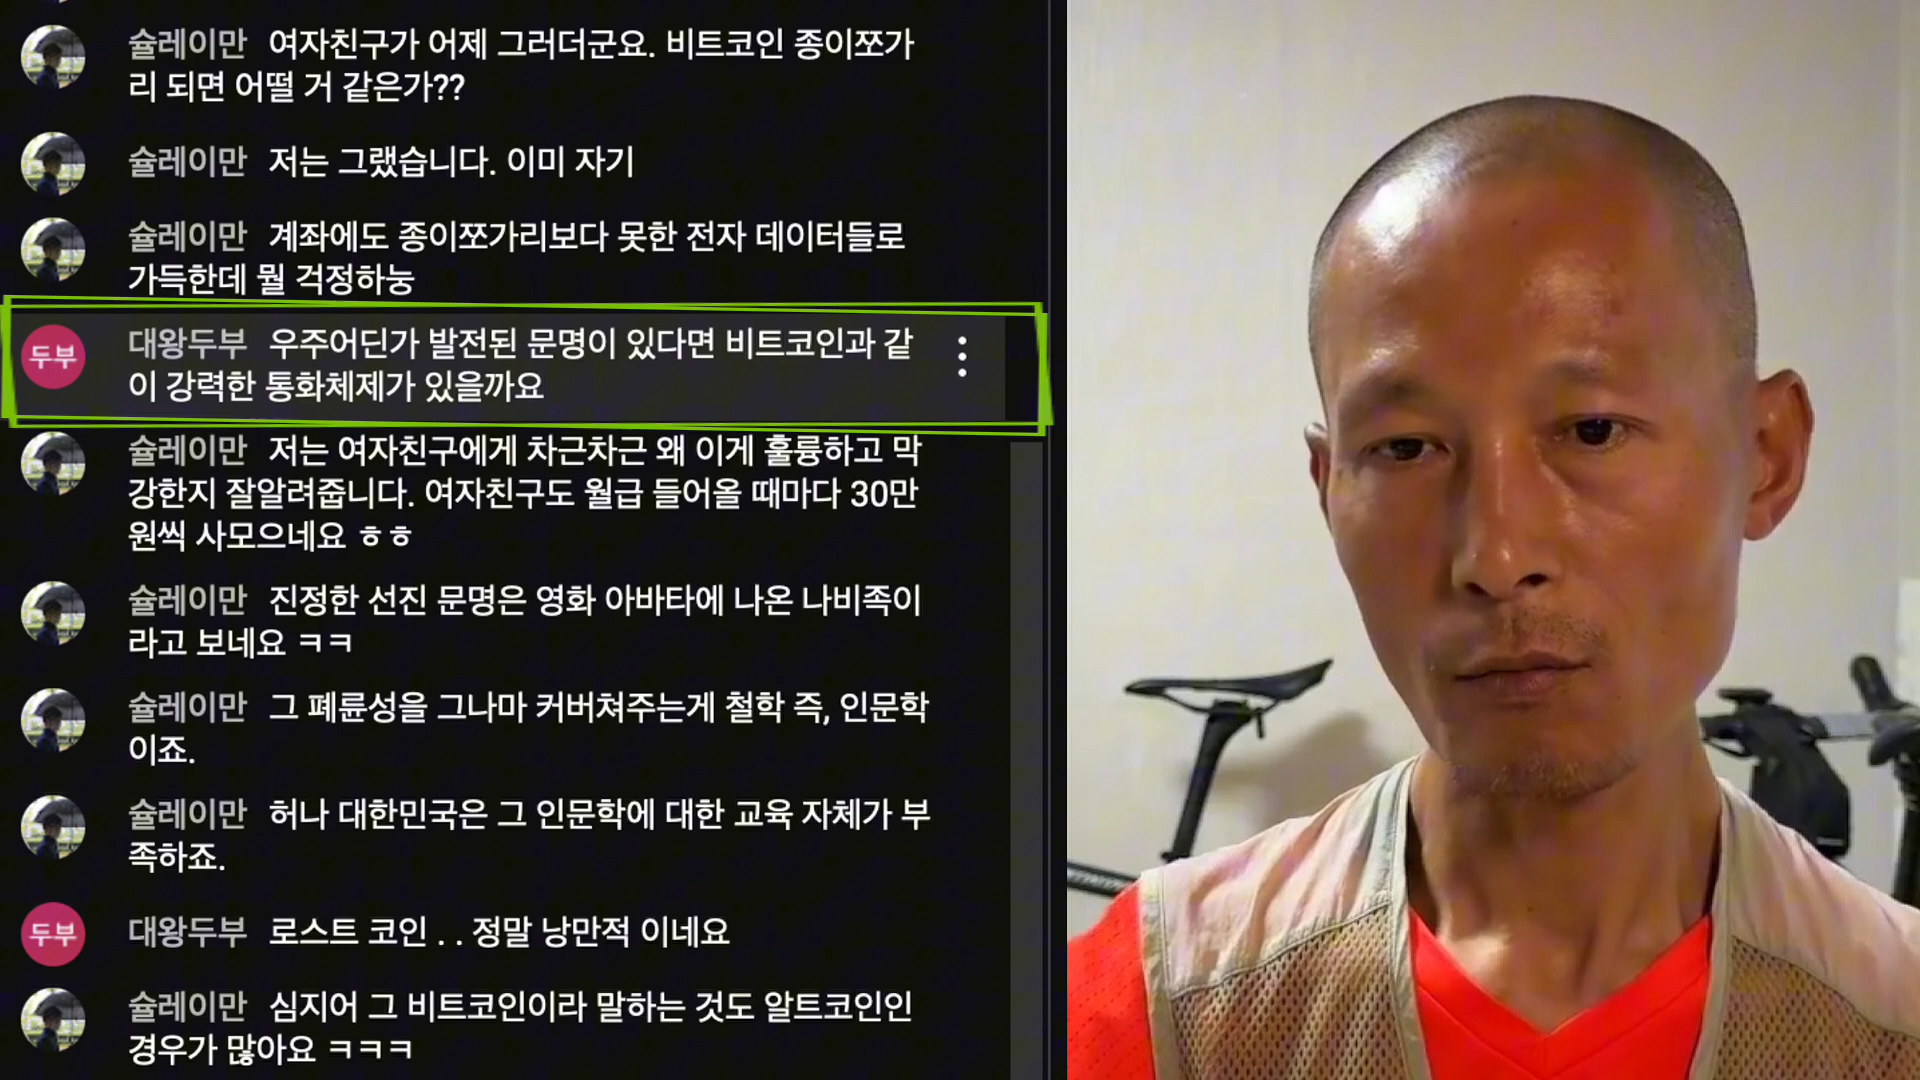 슐레이만 여자친구가 어제 그러더군요. 비트코인 종이쪼가
리 되면 어떨 거 같은가??
슐레이만 저는 그랬습니다. 이미 자기
슐레이만 계좌에도 종이쪼가리보다 못한 전자 데이터들로
가득한데 뭘 걱정하눙
두부
대왕두부 우주어딘가 발전된 문명이 있다면 비트코인과 같
이 강력한 통화체제가 있을까요
슐레이만 저는 여자친구에게 차근차근 왜 이게 훌륭하고 막
강한지 잘알려줍니다. 여자친구도 월급 들어올 때마다 30만
원씩 사모으네요 ㅎㅎ
슐레이만 진정한 선진 문명은 영화 아바타에 나온 나비족이
라고 보네요 ㅋㅋ
슐레이만 그 폐륜성을 그나마 커버쳐주는게 철학 즉, 인문학
이죠.
슐레이만 허나 대한민국은 그 인문학에 대한 교육 자체가 부
족하죠.
두부
대왕두부 로스트 코인 . . 정말 낭만적 이네요
슐레이만 심지어 그 비트코인이라 말하는 것도 알트코인인
경우가 많아요 ㅋㅋㅋ